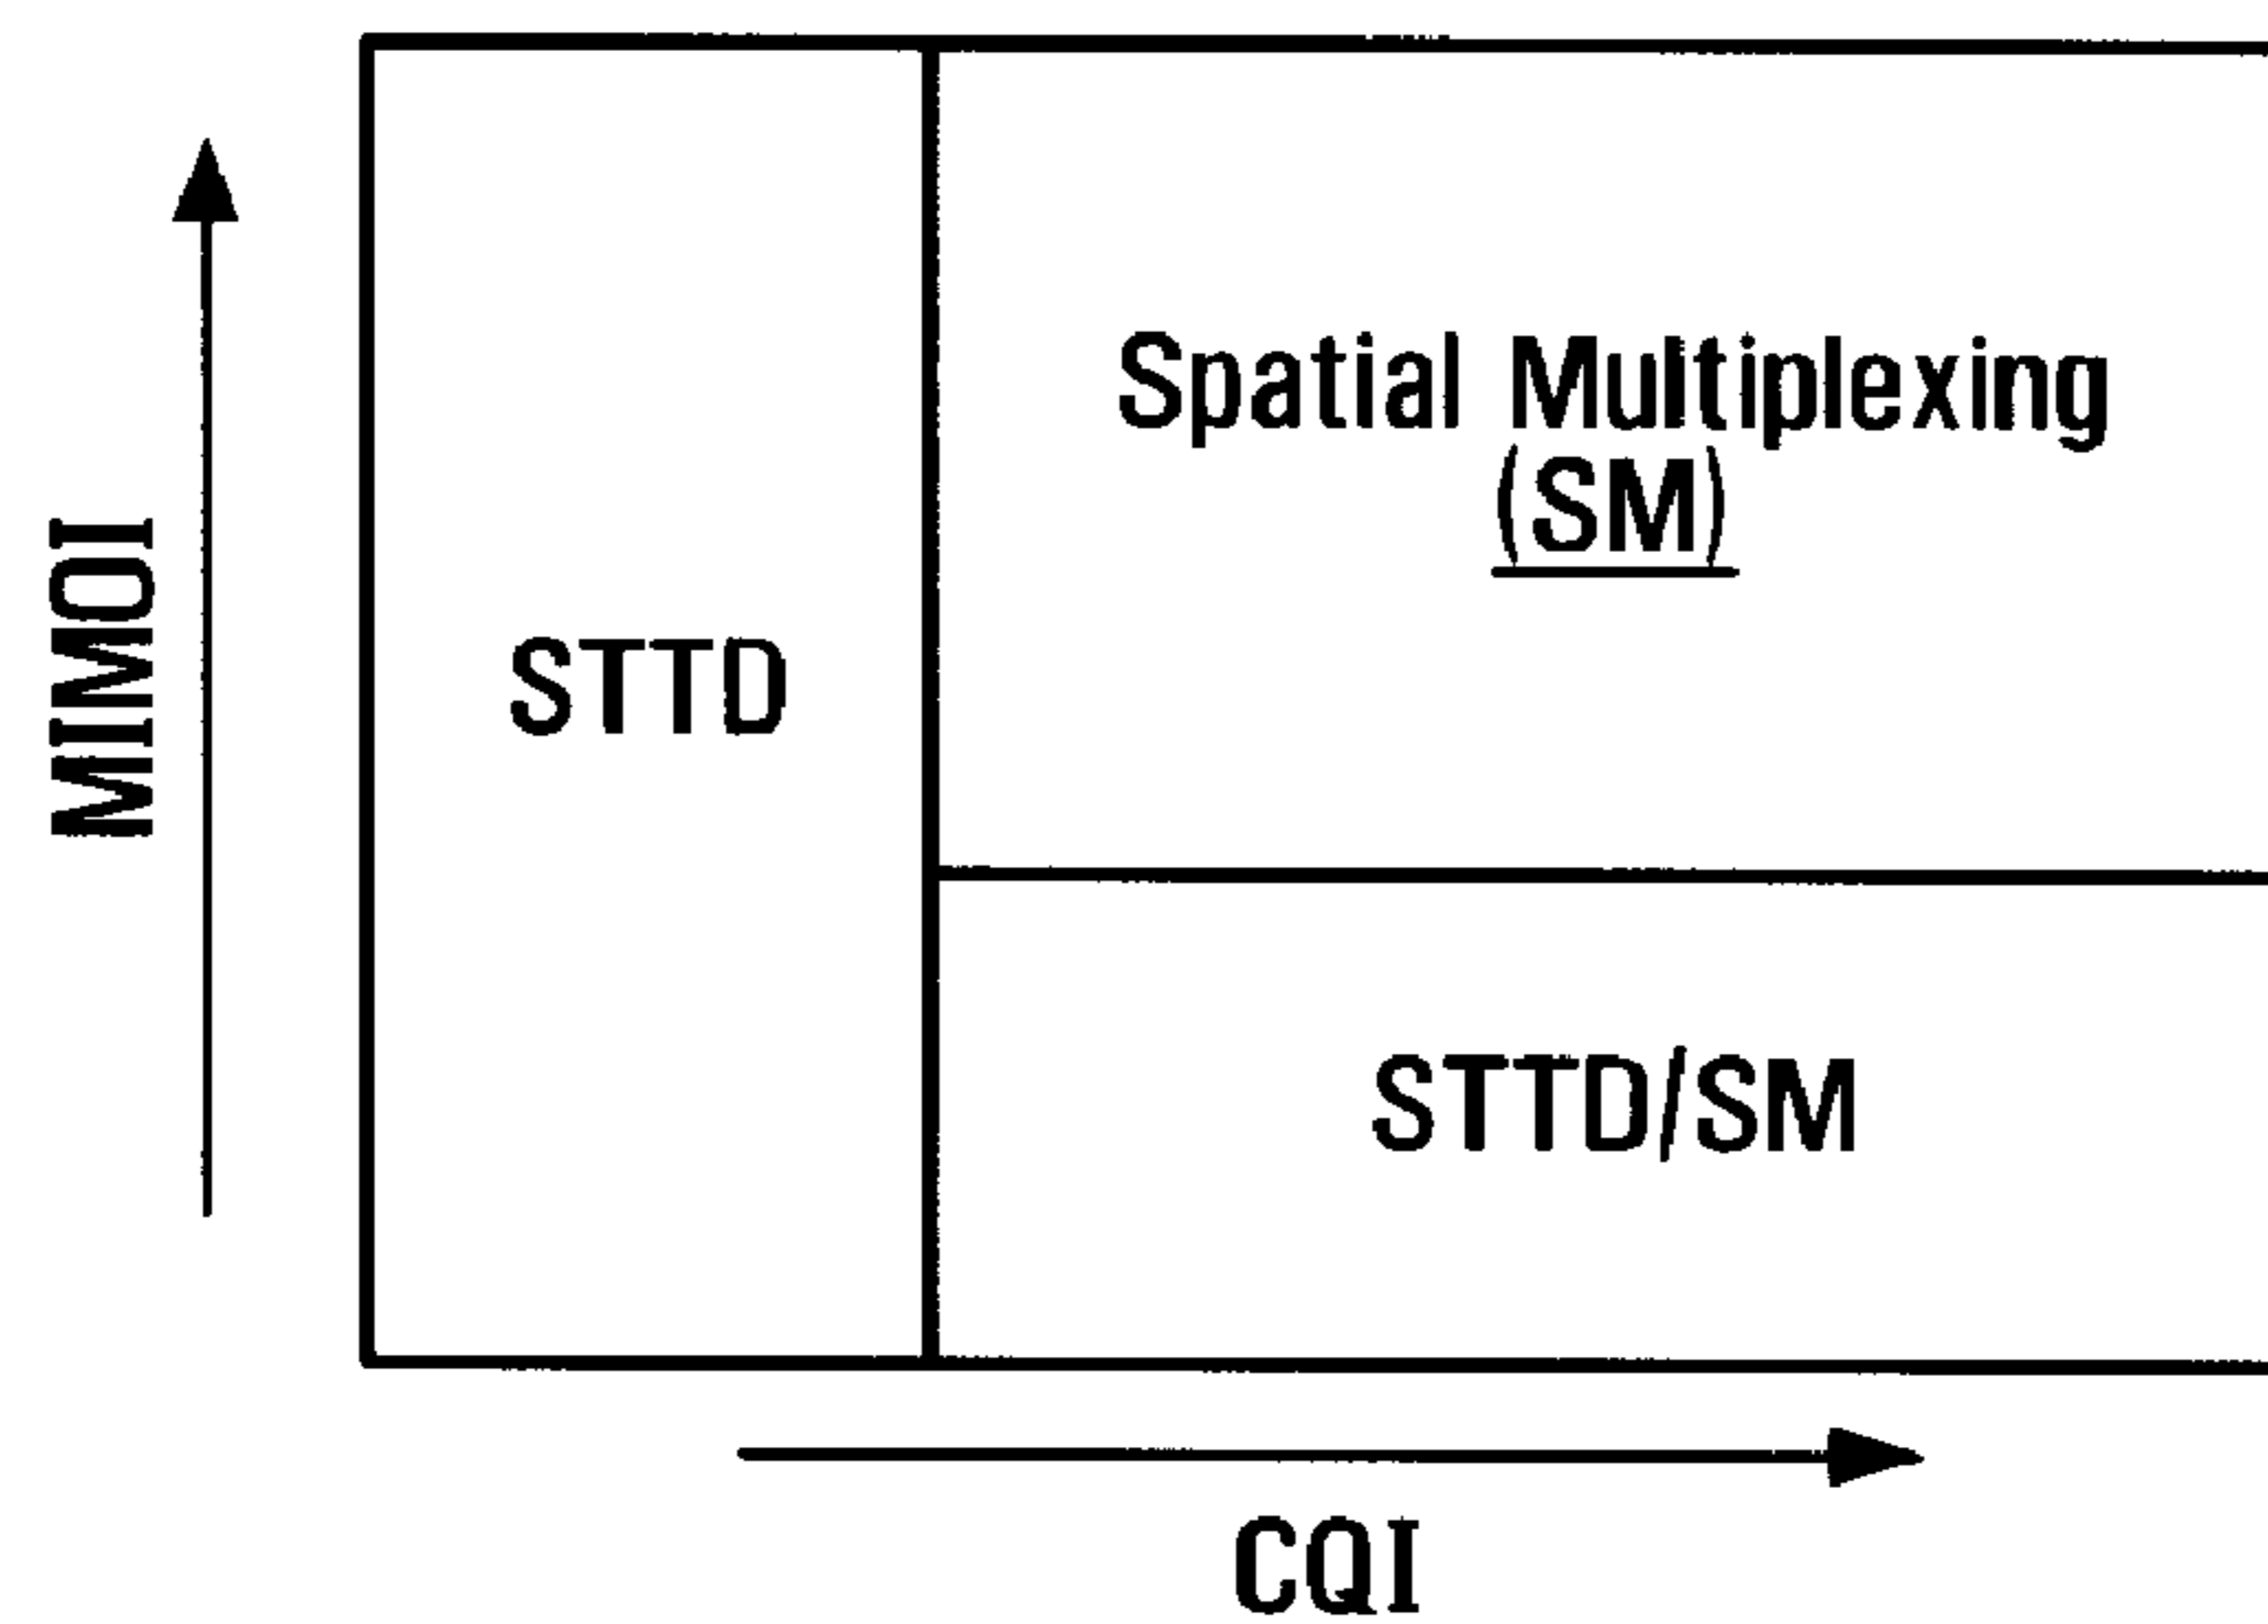 MIMOI
STTD
Spatial Multiplexing
(SM)
STTD/SM
CQI